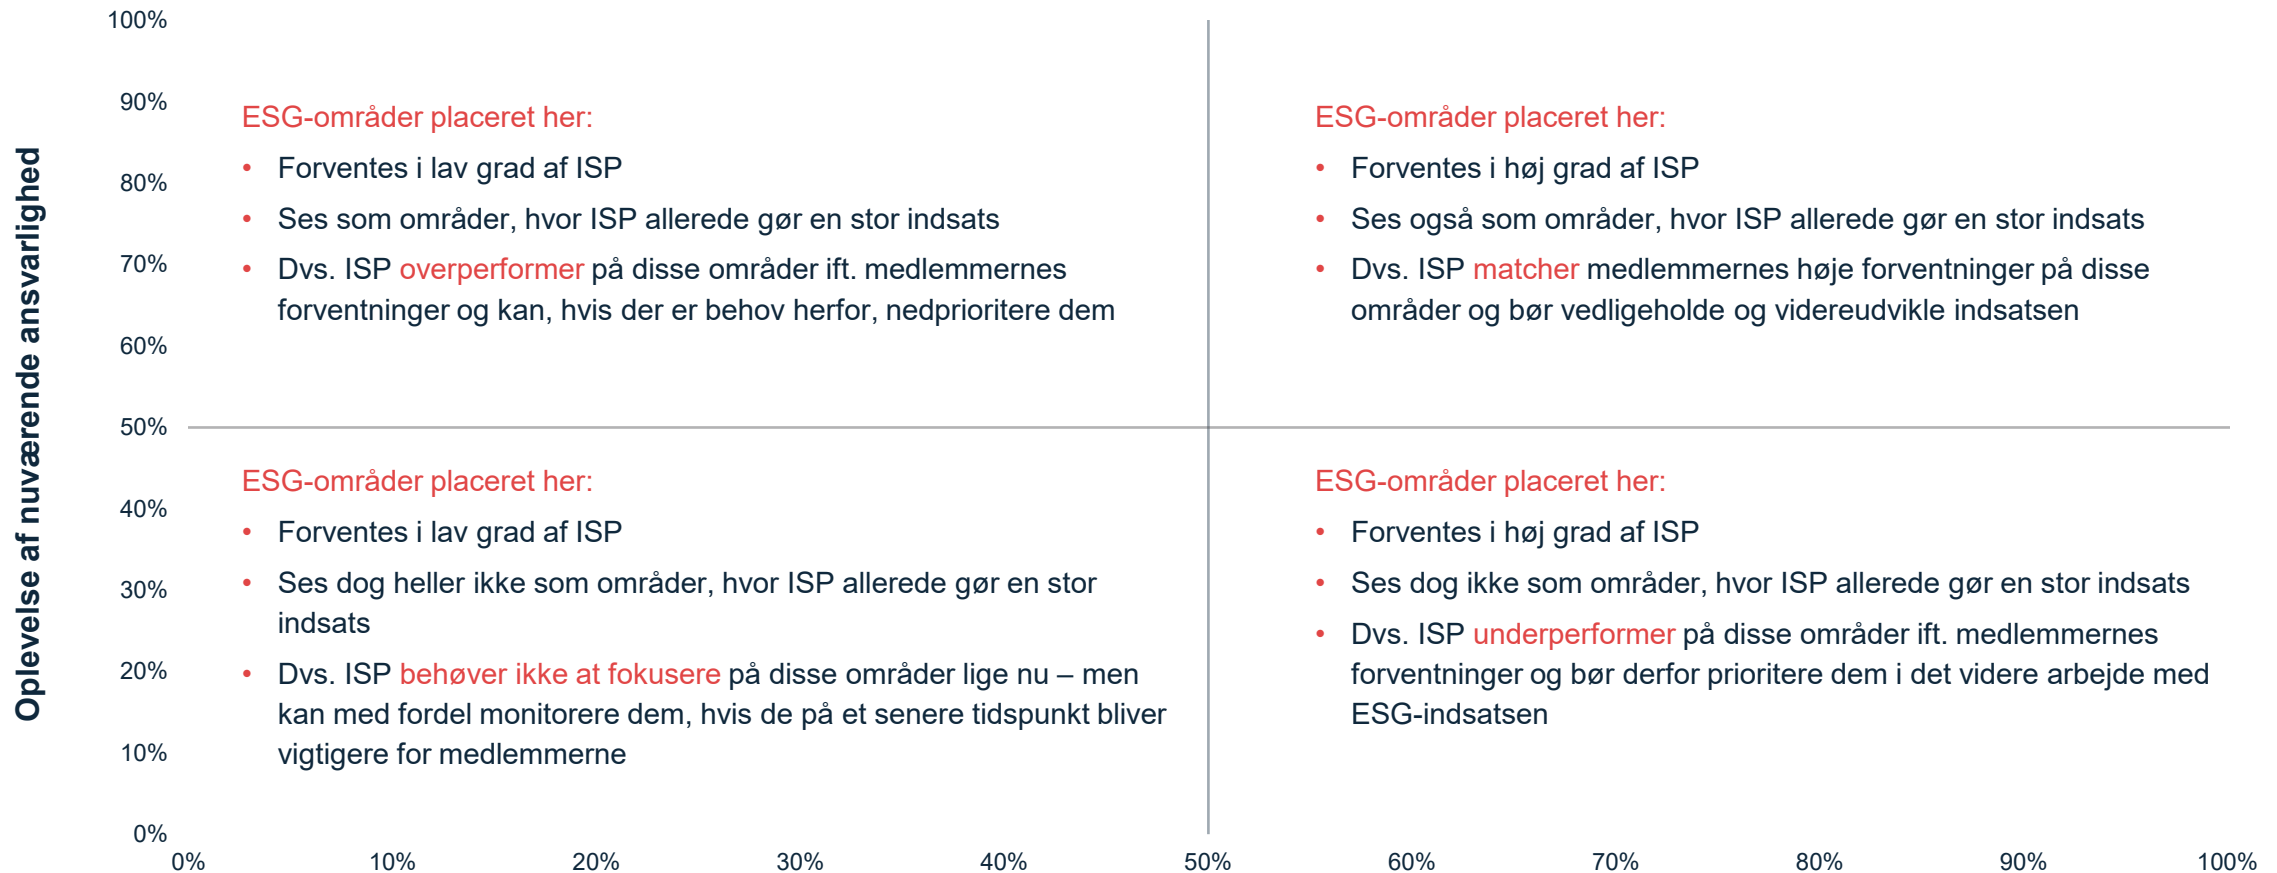 Oplevelse af nuværende ansvarlighed
100%
90%
80%
70%
60%
50%
40%
30%
20%
10%
0%
ESG-områder placeret her:
• Forventes i lav grad af ISP
• Ses som områder, hvor ISP allerede gør en stor indsats
• Dvs. ISP overperformer på disse områder ift. medlemmernes
forventninger og kan, hvis der er behov herfor, nedprioritere dem
ESG-områder placeret her:
• Forventes i høj grad af ISP
• Ses også som områder, hvor ISP allerede gør en stor indsats
• Dvs. ISP matcher medlemmernes høje forventninger på disse
områder og bør vedligeholde og videreudvikle indsatsen
ESG-områder placeret her:
• Forventes i lav grad af ISP
• Ses dog heller ikke som områder, hvor ISP allerede gør en stor
indsats
• Dvs. ISP behøver ikke at fokusere på disse områder lige nu – men
kan med fordel monitorere dem, hvis de på et senere tidspunkt bliver
vigtigere for medlemmerne
ESG-områder placeret her:
• Forventes i høj grad af ISP
• Ses dog ikke som områder, hvor ISP allerede gør en stor indsats
• Dvs. ISP underperformer på disse områder ift. medlemmernes
forventninger og bør derfor prioritere dem i det videre arbejde med
ESG-indsatsen
0% 10% 20% 30% 40% 50% 60% 70% 80% 90% 100%